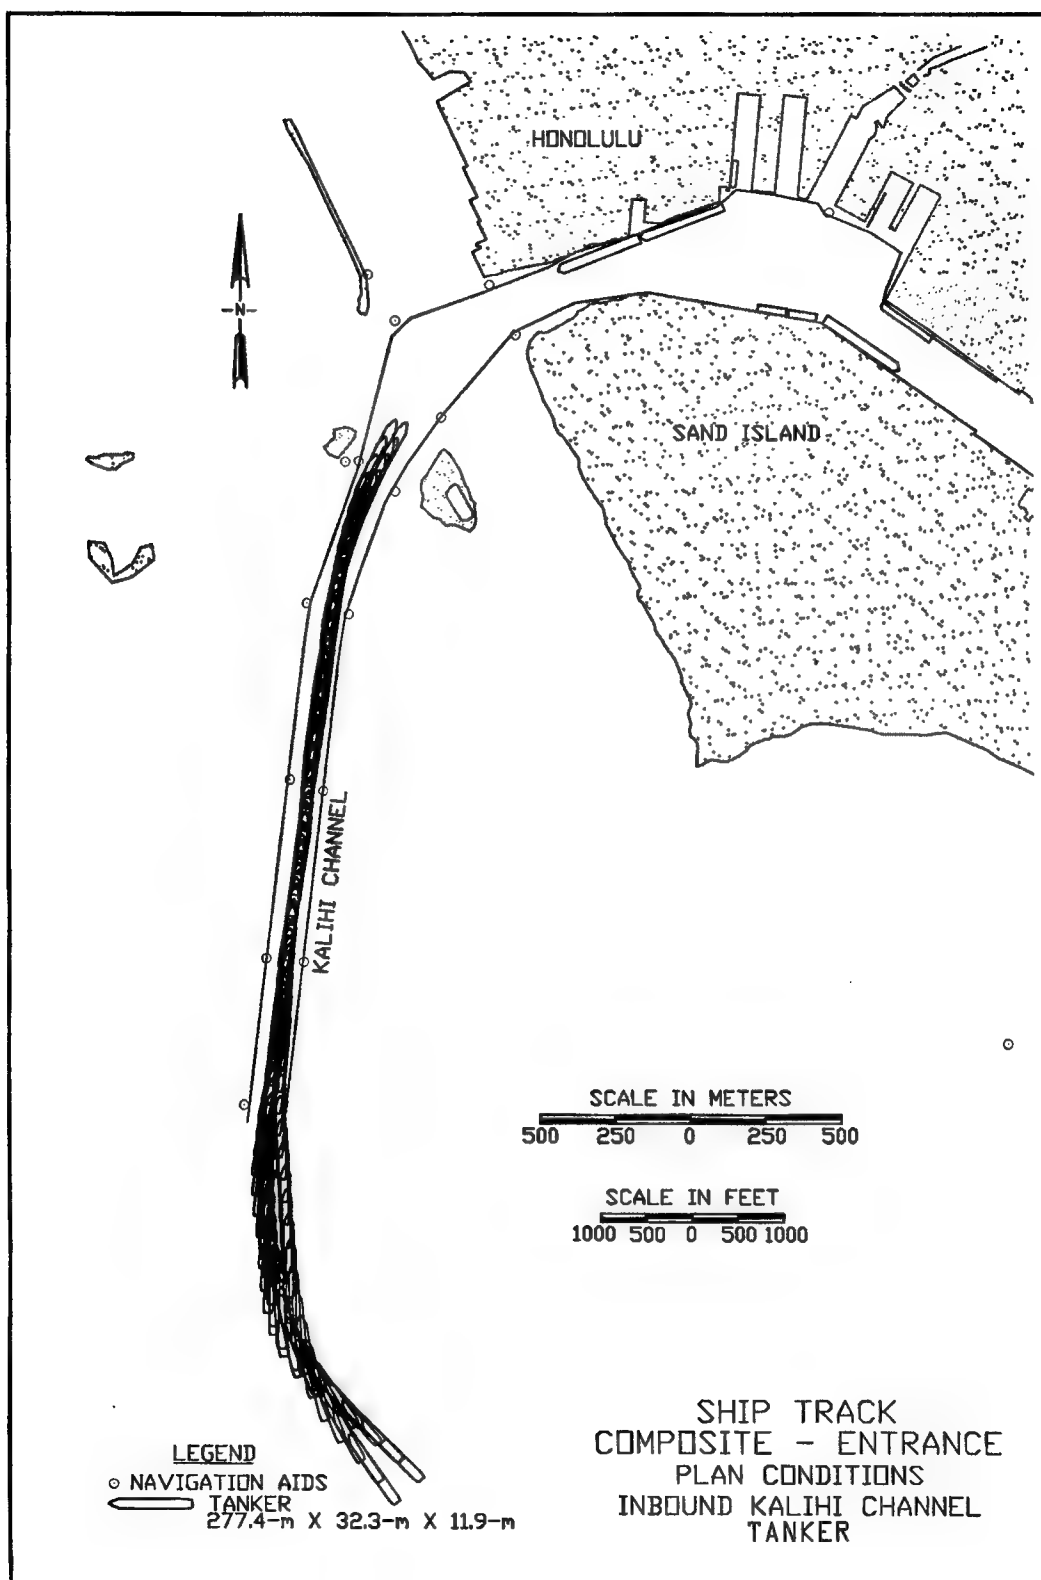 HONOLULU
-N-
SAND ISLAND
KALIHI CHANNEL
SCALE IN METERS
500 250 0 250 500
SCALE IN FEET
1000 500 0 500 1000
SHIP TRACK
COMPOSITE - ENTRANCE
PLAN CONDITIONS
INBOUND KALIHI CHANNEL
TANKER
LEGEND
NAVIGATION AIDS
TANKER
277.4-m X 32.3-m X 11.9-m